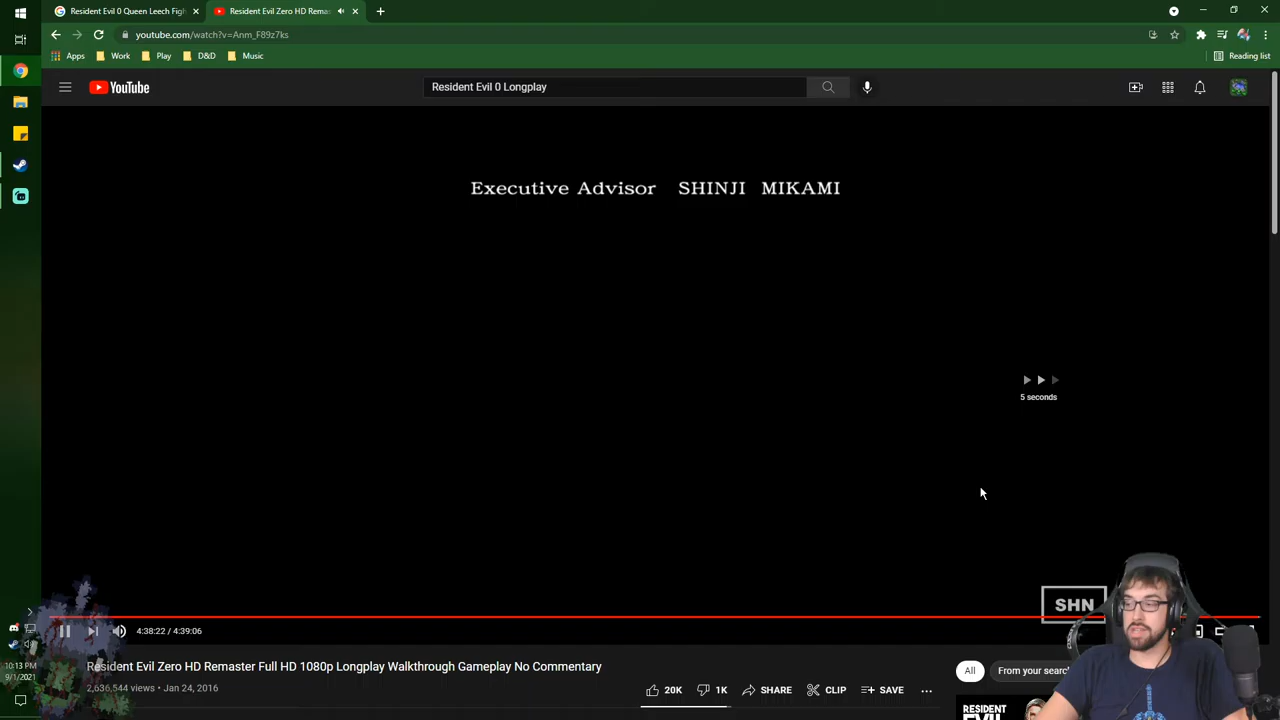 Resident Evil 0 Queen Leech Figh
Resident Evil Zero HD Remas
youtube.com/watch?v=Anm_F89z7ks
Apps Work Play D&D Music Reading list
YouTube
Resident Evil 0 Longplay
Executive Advisor SHINJI MIKAMI
5 seconds
SHN
4:38:22 / 4:39:06
Resident Evil Zero HD Remaster Full HD 1080p Longplay Walkthrough Gameplay No Commentary
2,636,544 views • Jan 24, 2016
20K 1K SHARE CLIP SAVE
All From your searc
RESIDENT
EVIL
10:13 PM
9/1/2021